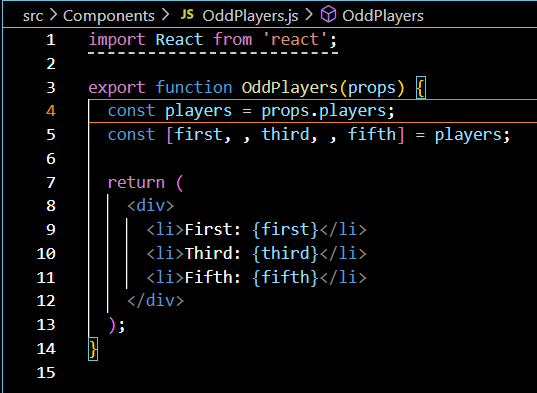 src > Components > JS OddPlayers.js > OddPlayers
1 import React from 'react';
2
3 export function OddPlayers(props) {
4   const players = props.players;
5   const [first, , third, , fifth] = players;
6
7   return (
8     <div>
9       <li>First: {first}</li>
10       <li>Third: {third}</li>
11       <li>Fifth: {fifth}</li>
12     </div>
13   );
14 }
15